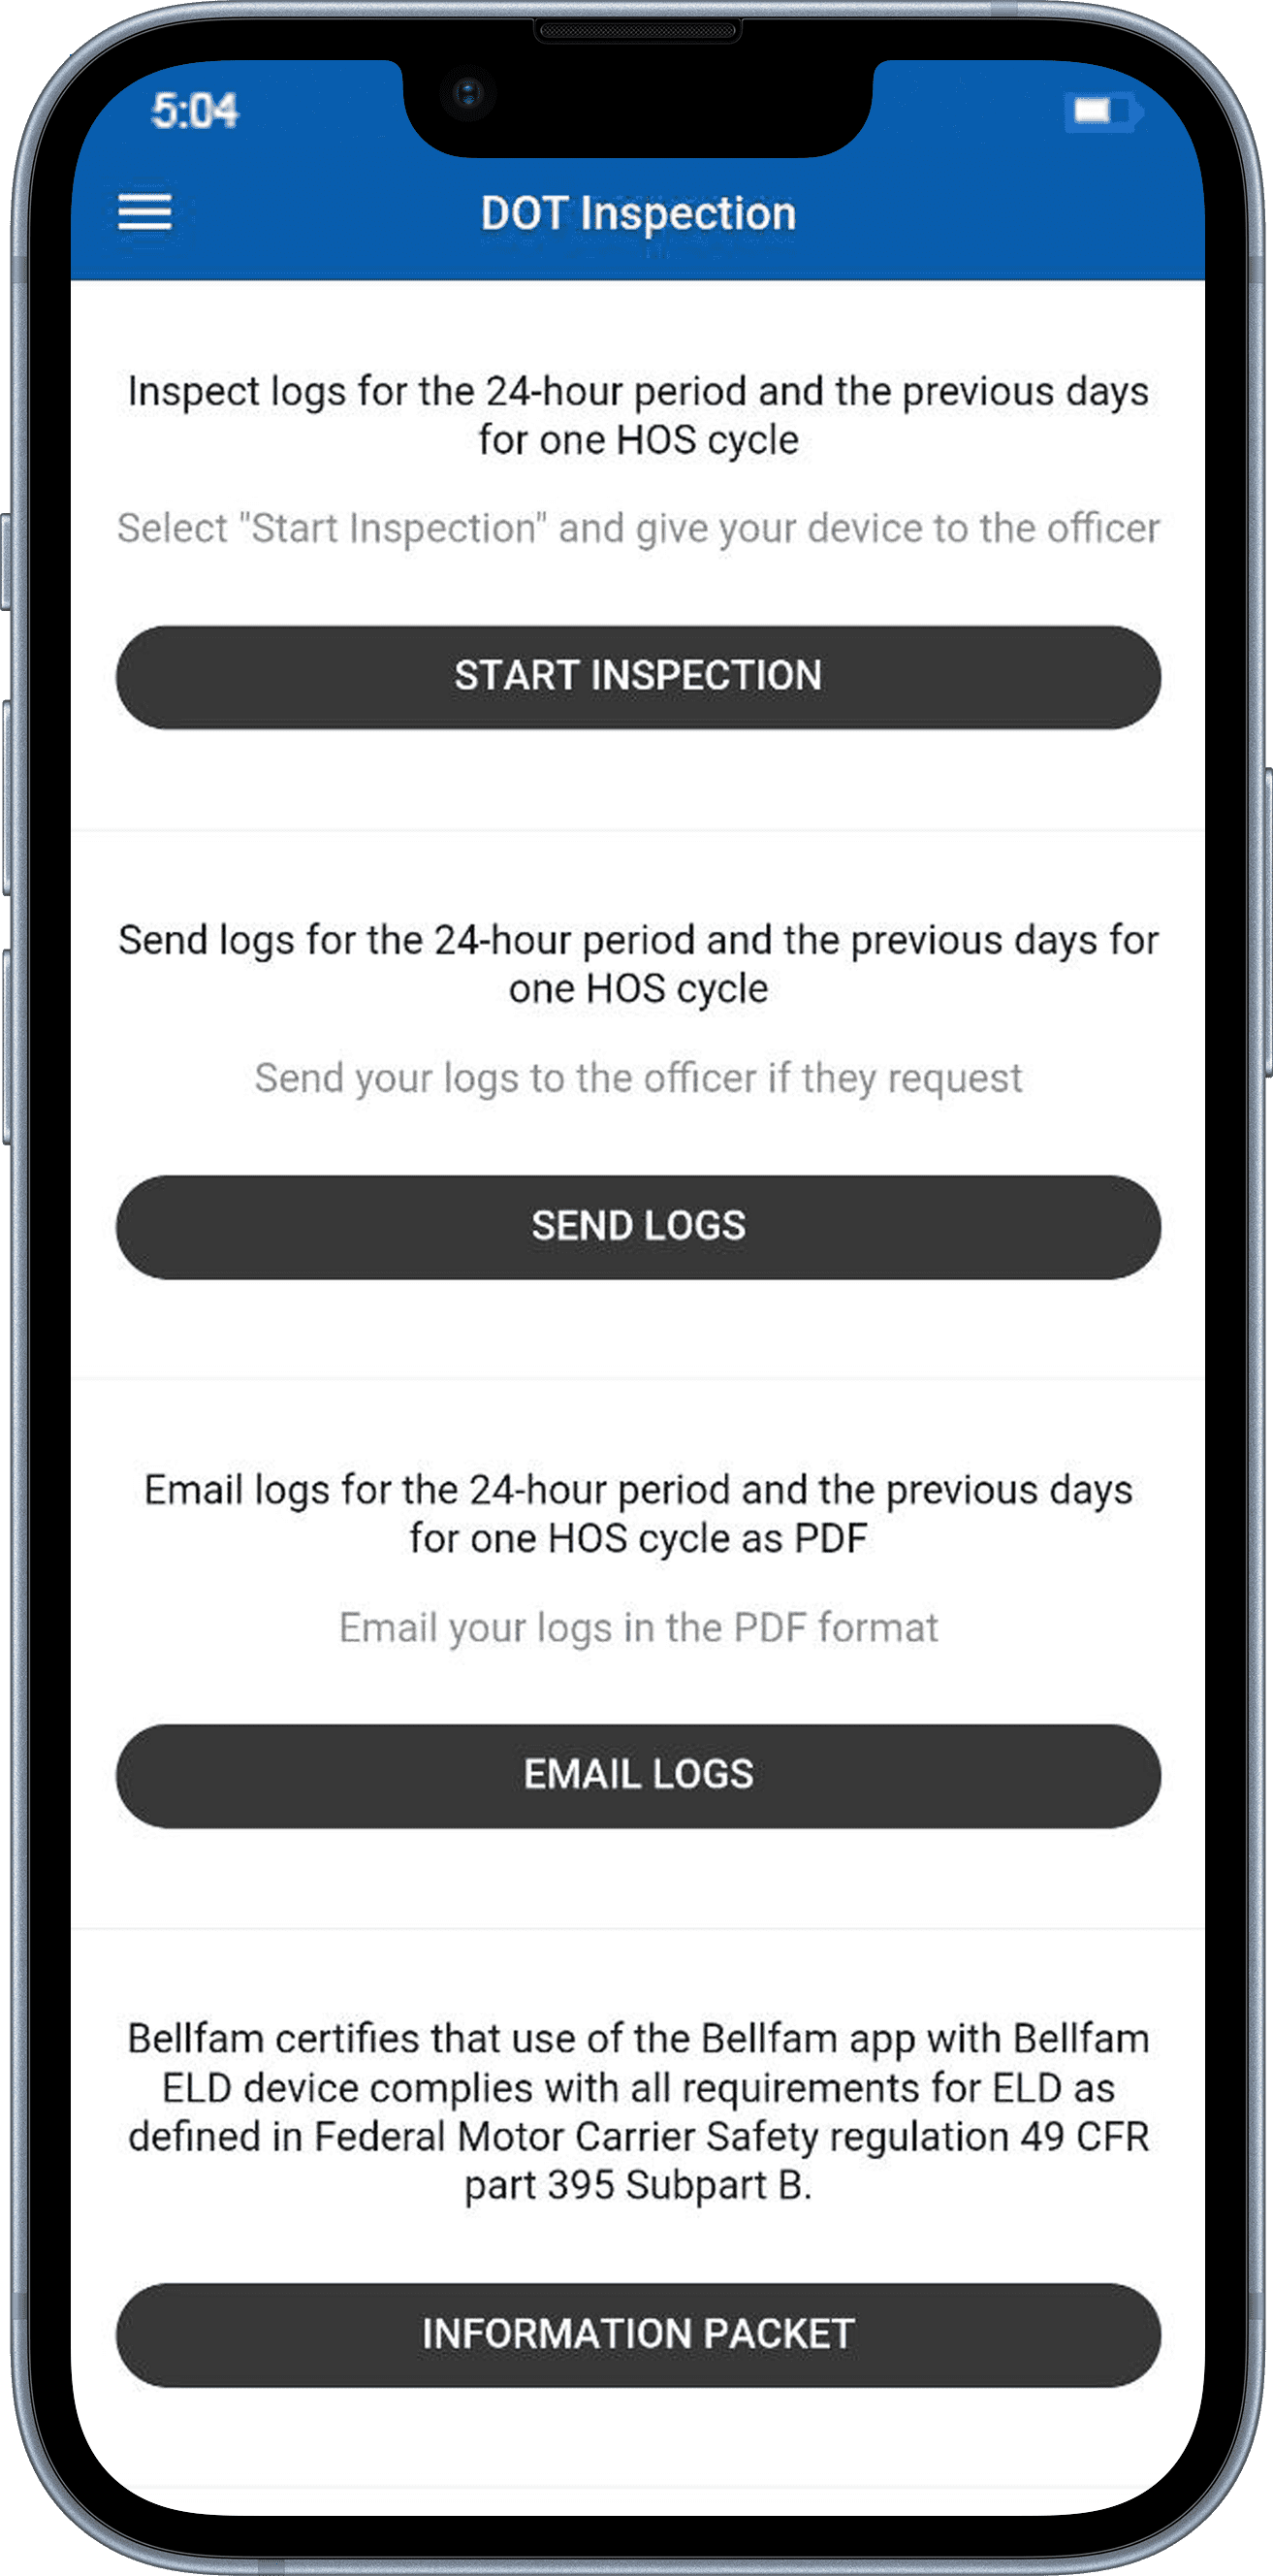 5:04
DOT Inspection
Inspect logs for the 24-hour period and the previous days
for one HOS cycle
Select "Start Inspection" and give your device to the officer
START INSPECTION
Send logs for the 24-hour period and the previous days for
one HOS cycle
Send your logs to the officer if they request
SEND LOGS
Email logs for the 24-hour period and the previous days
for one HOS cycle as PDF
Email your logs in the PDF format
EMAIL LOGS
Bellfam certifies that use of the Bellfam app with Bellfam
ELD device complies with all requirements for ELD as
defined in Federal Motor Carrier Safety regulation 49 CFR
part 395 Subpart B.
INFORMATION PACKET